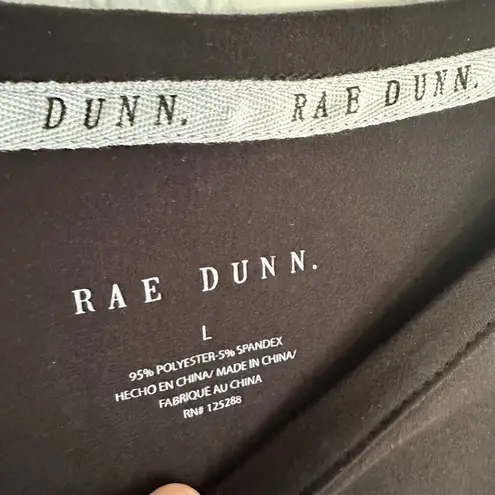 DUNN. RAE DUNN.
RAE DUNN.
L
95% POLYESTER-5% SPANDEX
HECHO EN CHINA/ MADE IN CHINA/
FABRIQUE AU CHINA
RN# 125288